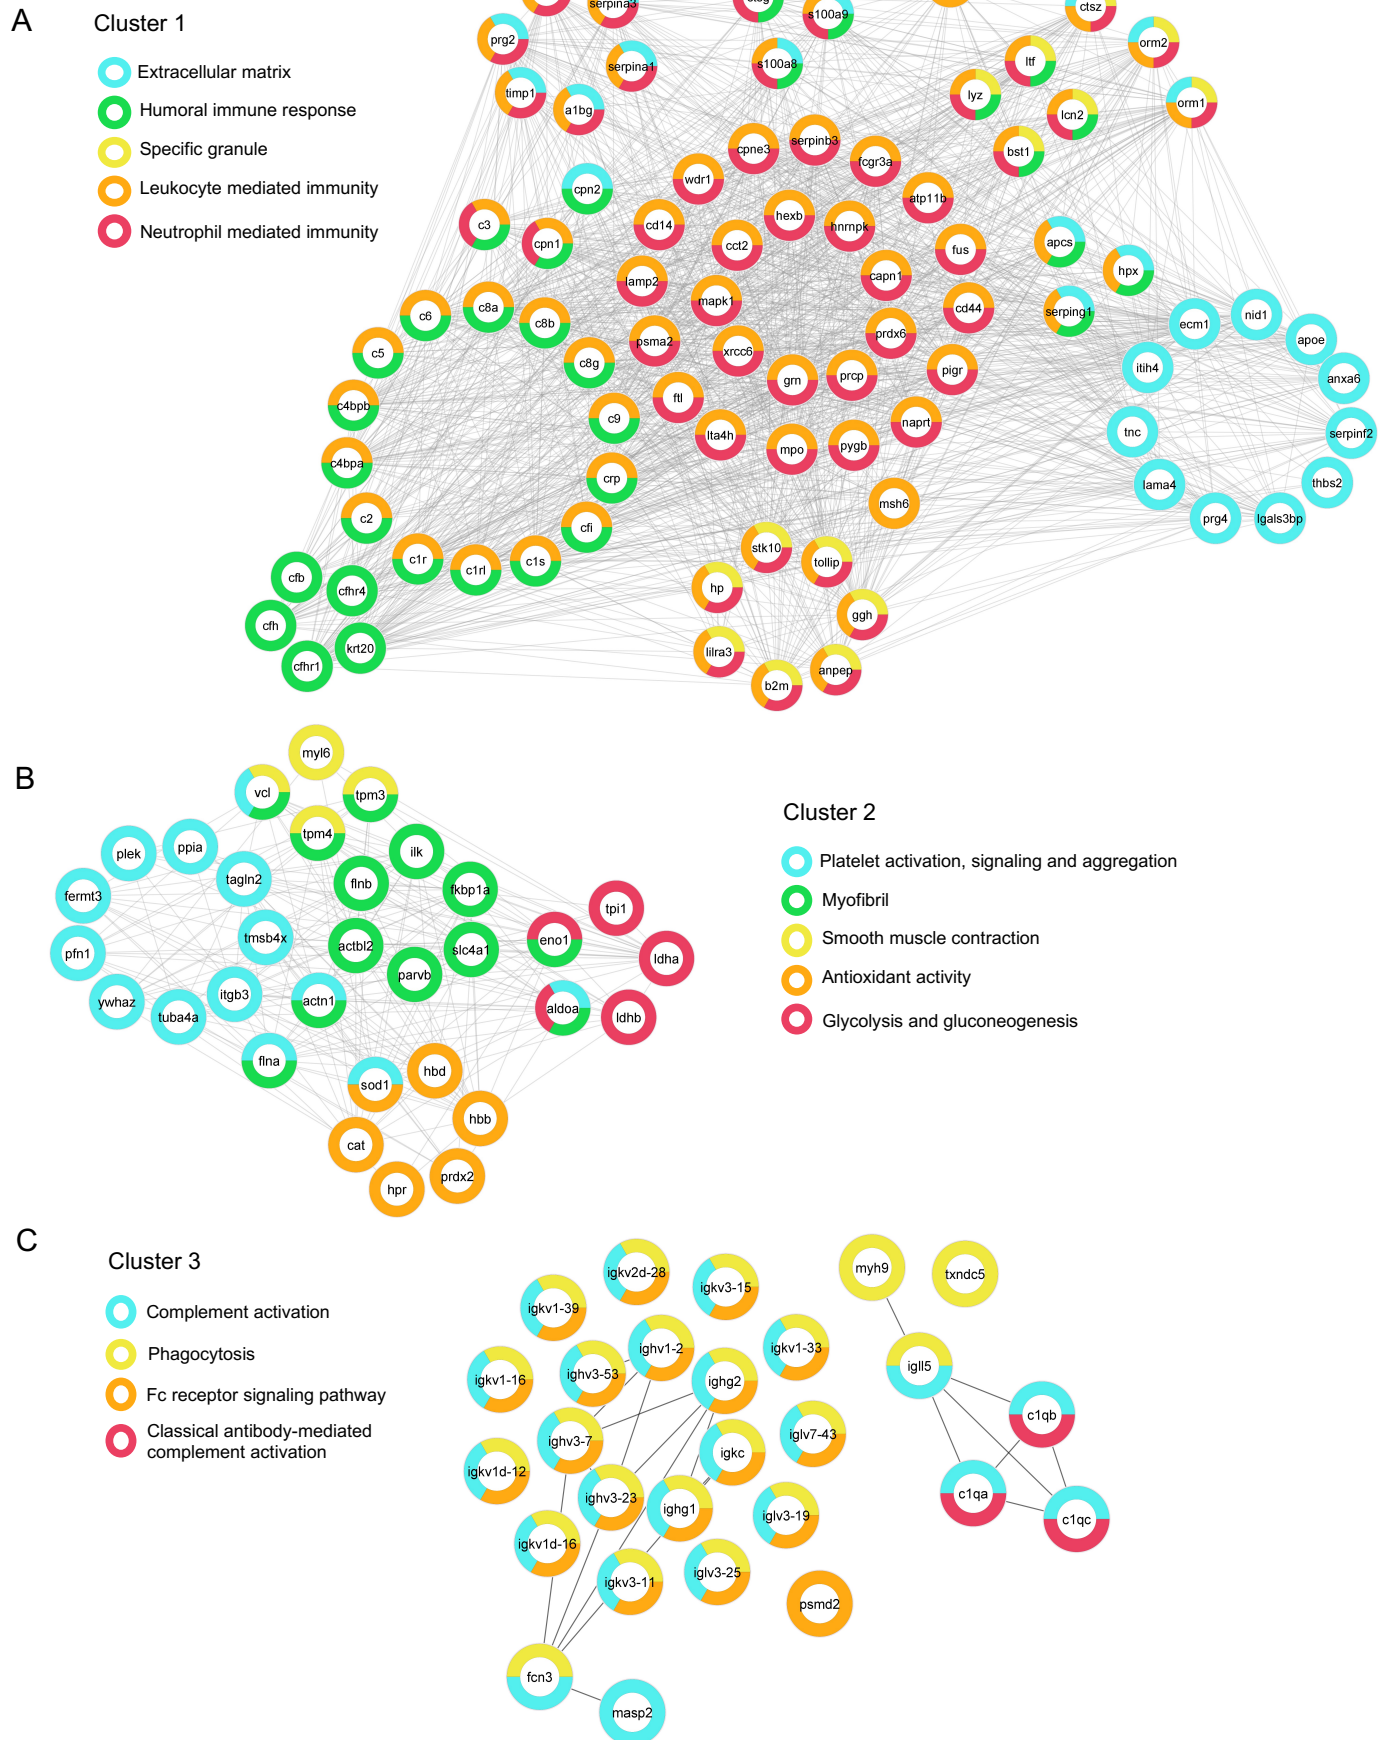 A
Cluster 1
Extracellular matrix
Humoral immune response
Specific granule
Leukocyte mediated immunity
Neutrophil mediated immunity
serpina3
s100a9
ctsz
prg2
serpina1
s100a8
ltf
orm2
timp1
a1bg
lyz
lcn2
orm1
cpne3
serpinb3
fcgr3a
bst1
wdr1
cpn2
atp11b
c3
cpn1
cd14
cct2
hexb
hnrnpk
fus
apcs
hpx
lamp2
mapk1
capn1
cd44
serping1
c6
c8a
c8b
psma2
xrcc6
prdx6
ecm1
nid1
apoe
c5
c8g
grn
prcp
pigr
itih4
anxa6
c4bpb
c9
ftl
lta4h
mpo
pygb
naprt
tnc
serpinf2
c4bpa
crp
msh6
lama4
thbs2
c2
cfi
prg4
lgals3bp
c1r
c1rl
c1s
stk10
tollip
cfb
cfhr4
hp
ggh
cfh
krt20
cfhr1
lilra3
b2m
anpep
B
Cluster 2
Platelet activation, signaling and aggregation
Myofibril
Smooth muscle contraction
Antioxidant activity
Glycolysis and gluconeogenesis
myl6
vcl
tpm3
tpm4
plek
ppia
ilk
tagln2
flnb
fkbp1a
fermt3
tpi1
tmsb4x
actbl2
slc4a1
eno1
pfn1
parvb
ldha
ywhaz
itgb3
actn1
aldoa
ldhb
tuba4a
flna
sod1
hbd
hbb
cat
prdx2
hpr
C
Cluster 3
Complement activation
Phagocytosis
Fc receptor signaling pathway
Classical antibody-mediated
complement activation
igkv2d-28
igkv3-15
myh9
txndc5
igkv1-39
ighv1-2
igkv1-33
igkv1-16
ighv3-53
ighg2
igll5
c1qb
ighv3-7
igkc
iglv7-43
igkv1d-12
ighv3-23
ighg1
iglv3-19
c1qa
c1qc
igkv1d-16
igkv3-11
iglv3-25
psmd2
fcn3
masp2